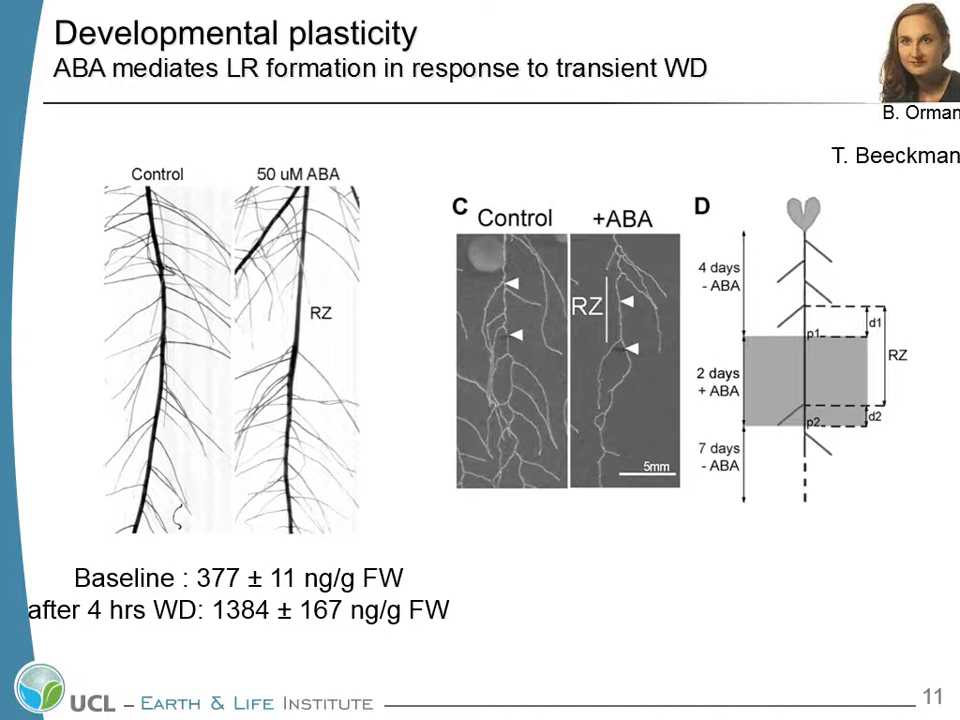 Developmental plasticity
ABA mediates LR formation in response to transient WD
B. Orman
T. Beeckman
Control
50 uM ABA
RZ
C
Control
+ABA
RZ
5mm
D
4 days
- ABA
2 days
+ ABA
7 days
- ABA
p1
d1
RZ
p2
d2
Baseline : 377 ± 11 ng/g FW
after 4 hrs WD: 1384 ± 167 ng/g FW
UCL – EARTH & LIFE INSTITUTE
11